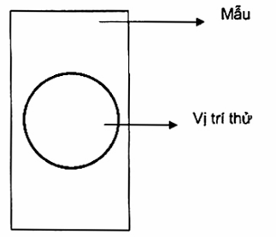 Mẫu
Vị trí thử